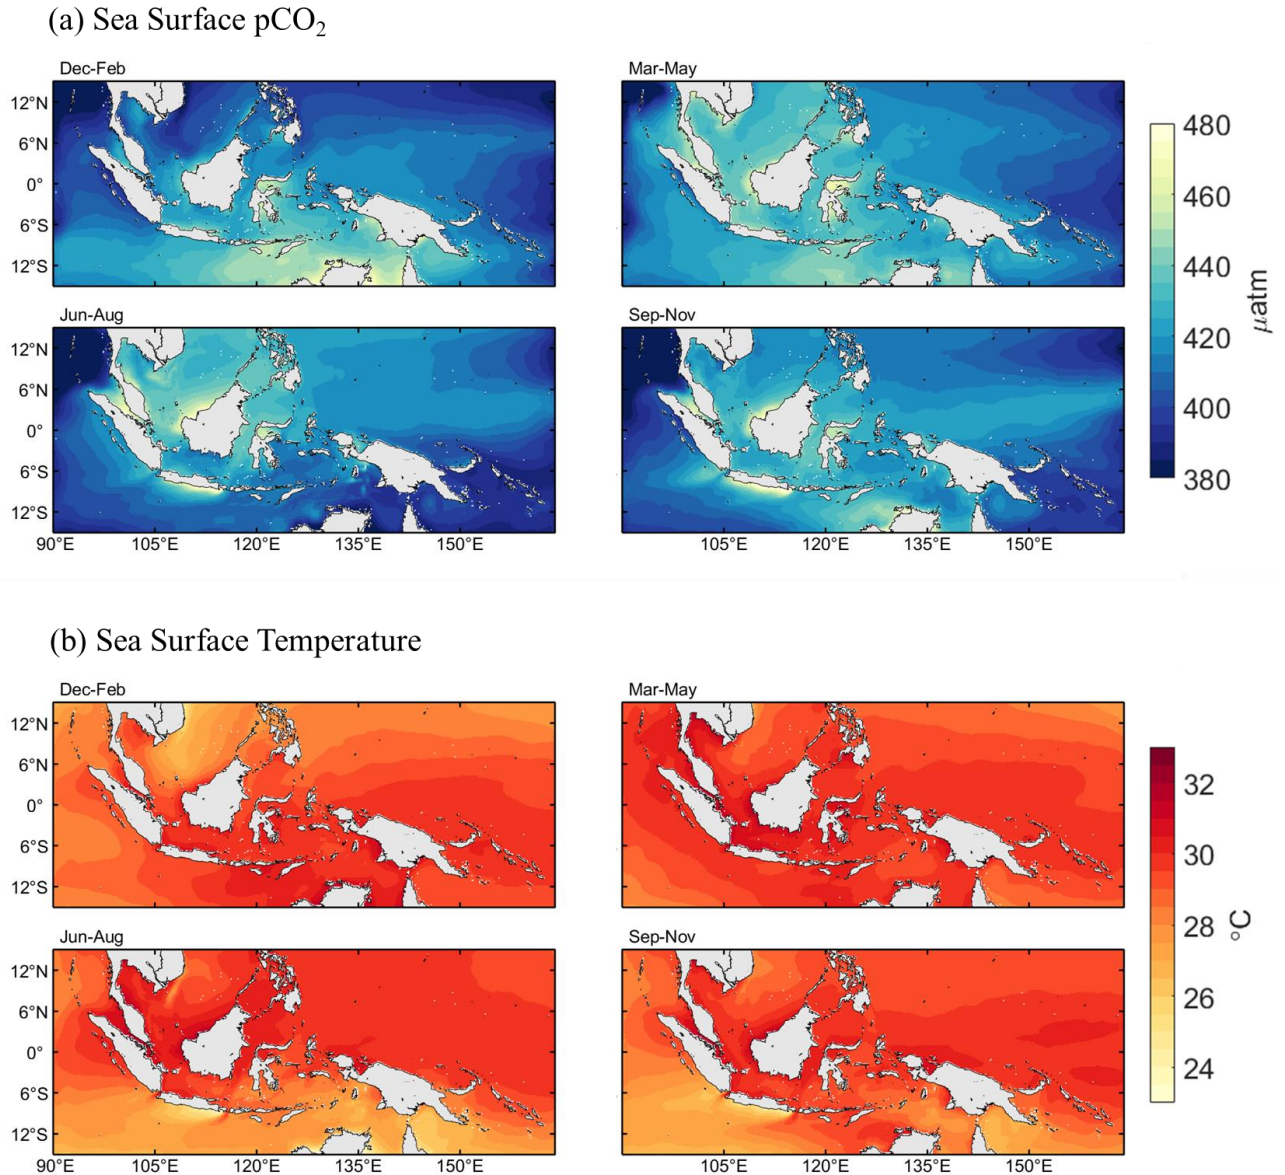 (a) Sea Surface pCO₂
Dec-Feb
Mar-May
12°N
6°N
0°
6°S
12°S
Jun-Aug
Sep-Nov
12°N
6°N
0°
6°S
12°S
90°E 105°E 120°E 135°E 150°E
105°E 120°E 135°E 150°E
480
460
440
420
400
380
μatm
(b) Sea Surface Temperature
Dec-Feb
Mar-May
12°N
6°N
0°
6°S
12°S
Jun-Aug
Sep-Nov
12°N
6°N
0°
6°S
12°S
90°E 105°E 120°E 135°E 150°E
105°E 120°E 135°E 150°E
32
30
28
26
24
°C